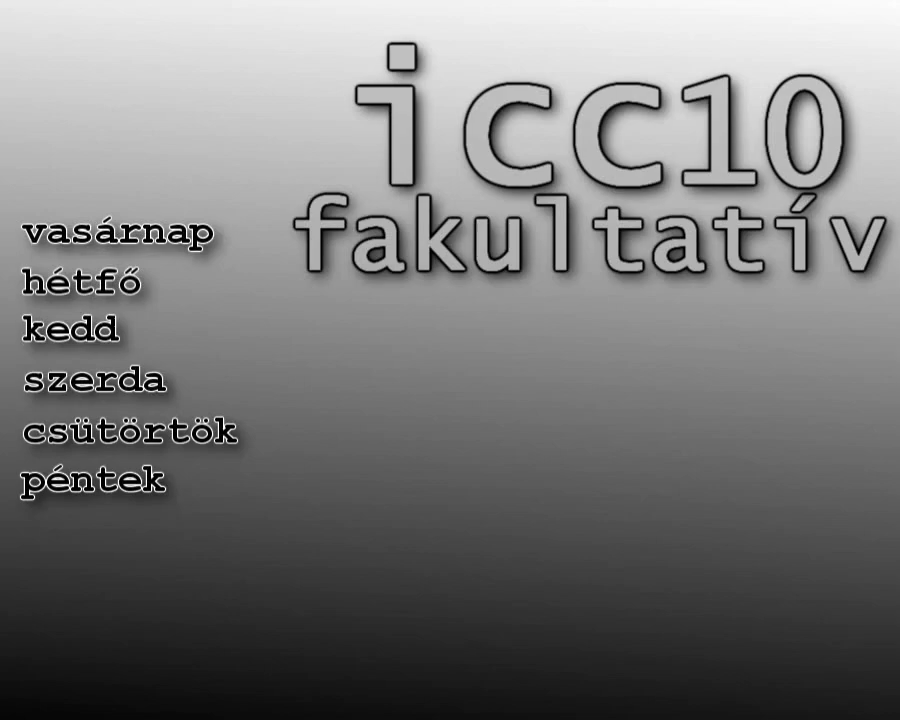 icc10
fakultatív
vasárnap
hétfő
kedd
szerda
csütörtök
péntek